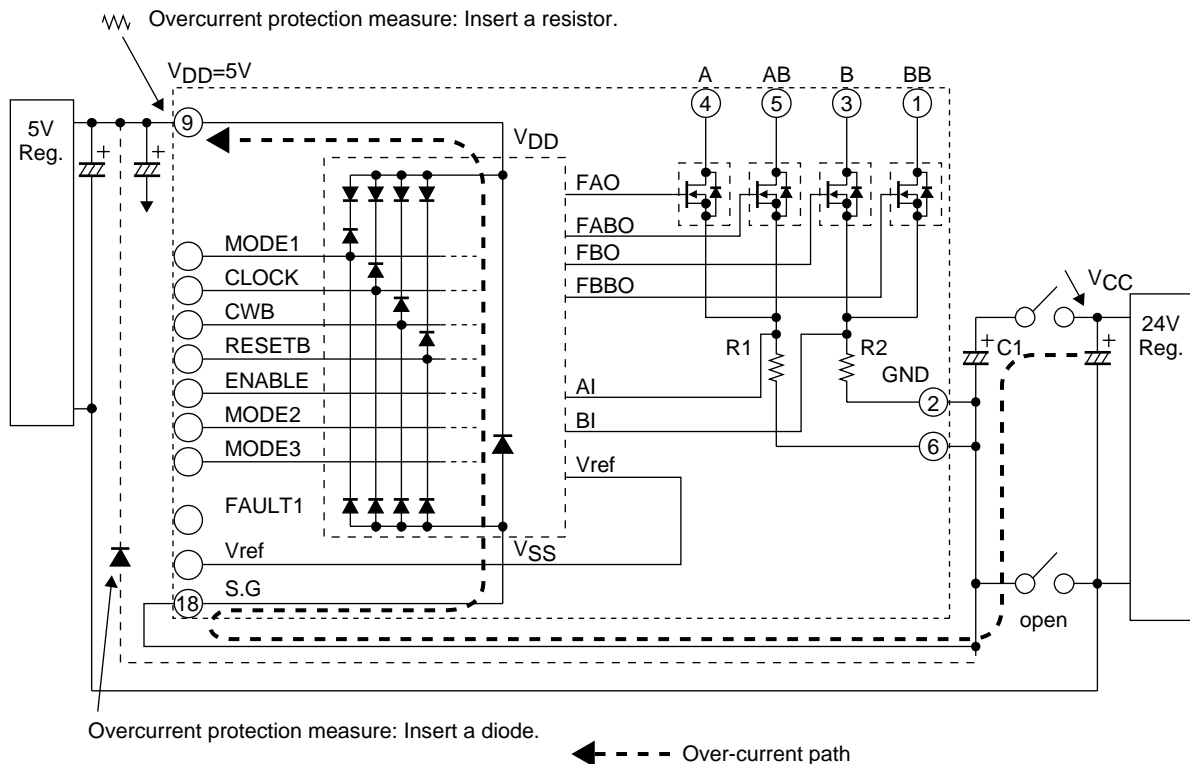 Overcurrent protection measure: Insert a resistor.
VDD=5V
A AB B BB
4 5 3 1
5V
Reg.
+ +
9
VDD
FAO
FABO
FBO
FBBO
MODE1
CLOCK
CWB
RESETB
ENABLE
MODE2
MODE3
FAULT1
Vref
S.G
18
VSS
R1 R2
AI
BI
Vref
GND
2
6
VCC
+ C1 +
24V
Reg.
open
Overcurrent protection measure: Insert a diode.
Over-current path